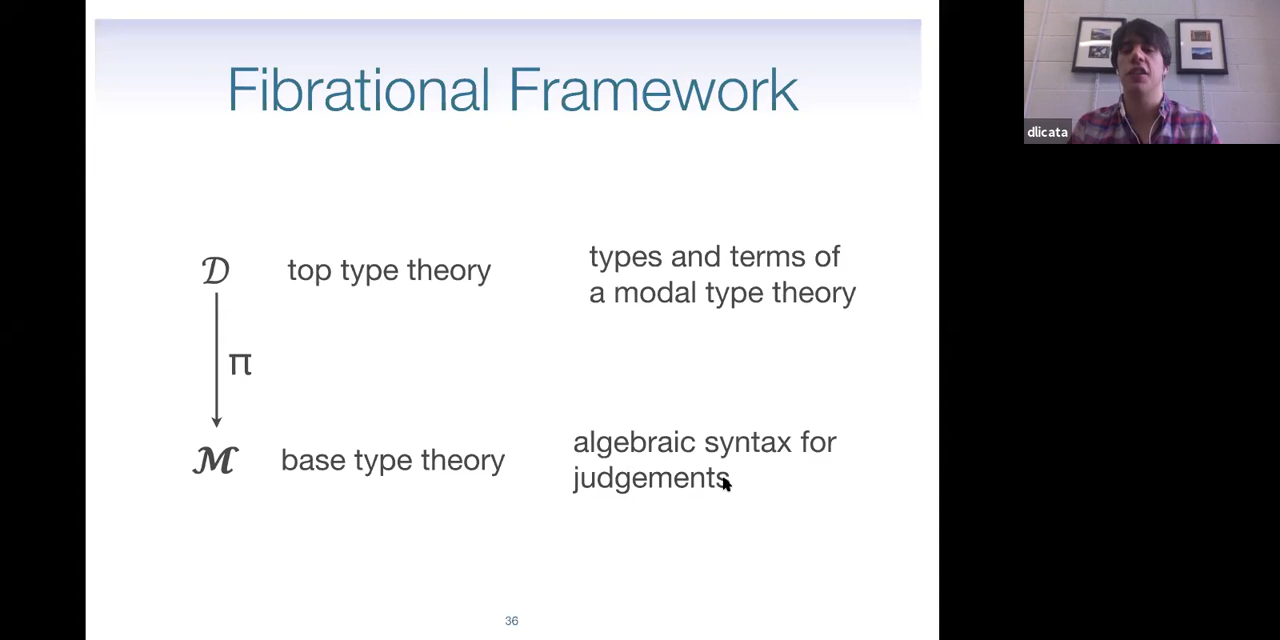 Fibrational Framework
dlicata
𝒟 top type theory
types and terms of
a modal type theory
π
ℳ base type theory
algebraic syntax for
judgements
36